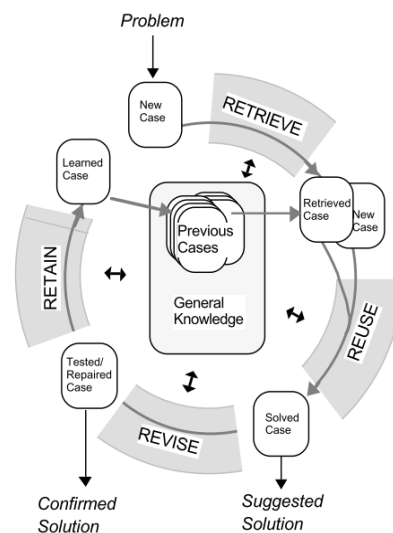 Problem
New
Case
RETRIEVE
Learned
Case
Retrieved
Case
New
Case
Previous
Cases
General
Knowledge
RETAIN
REUSE
Tested/
Repaired
Case
REVISE
Solved
Case
Confirmed
Solution
Suggested
Solution